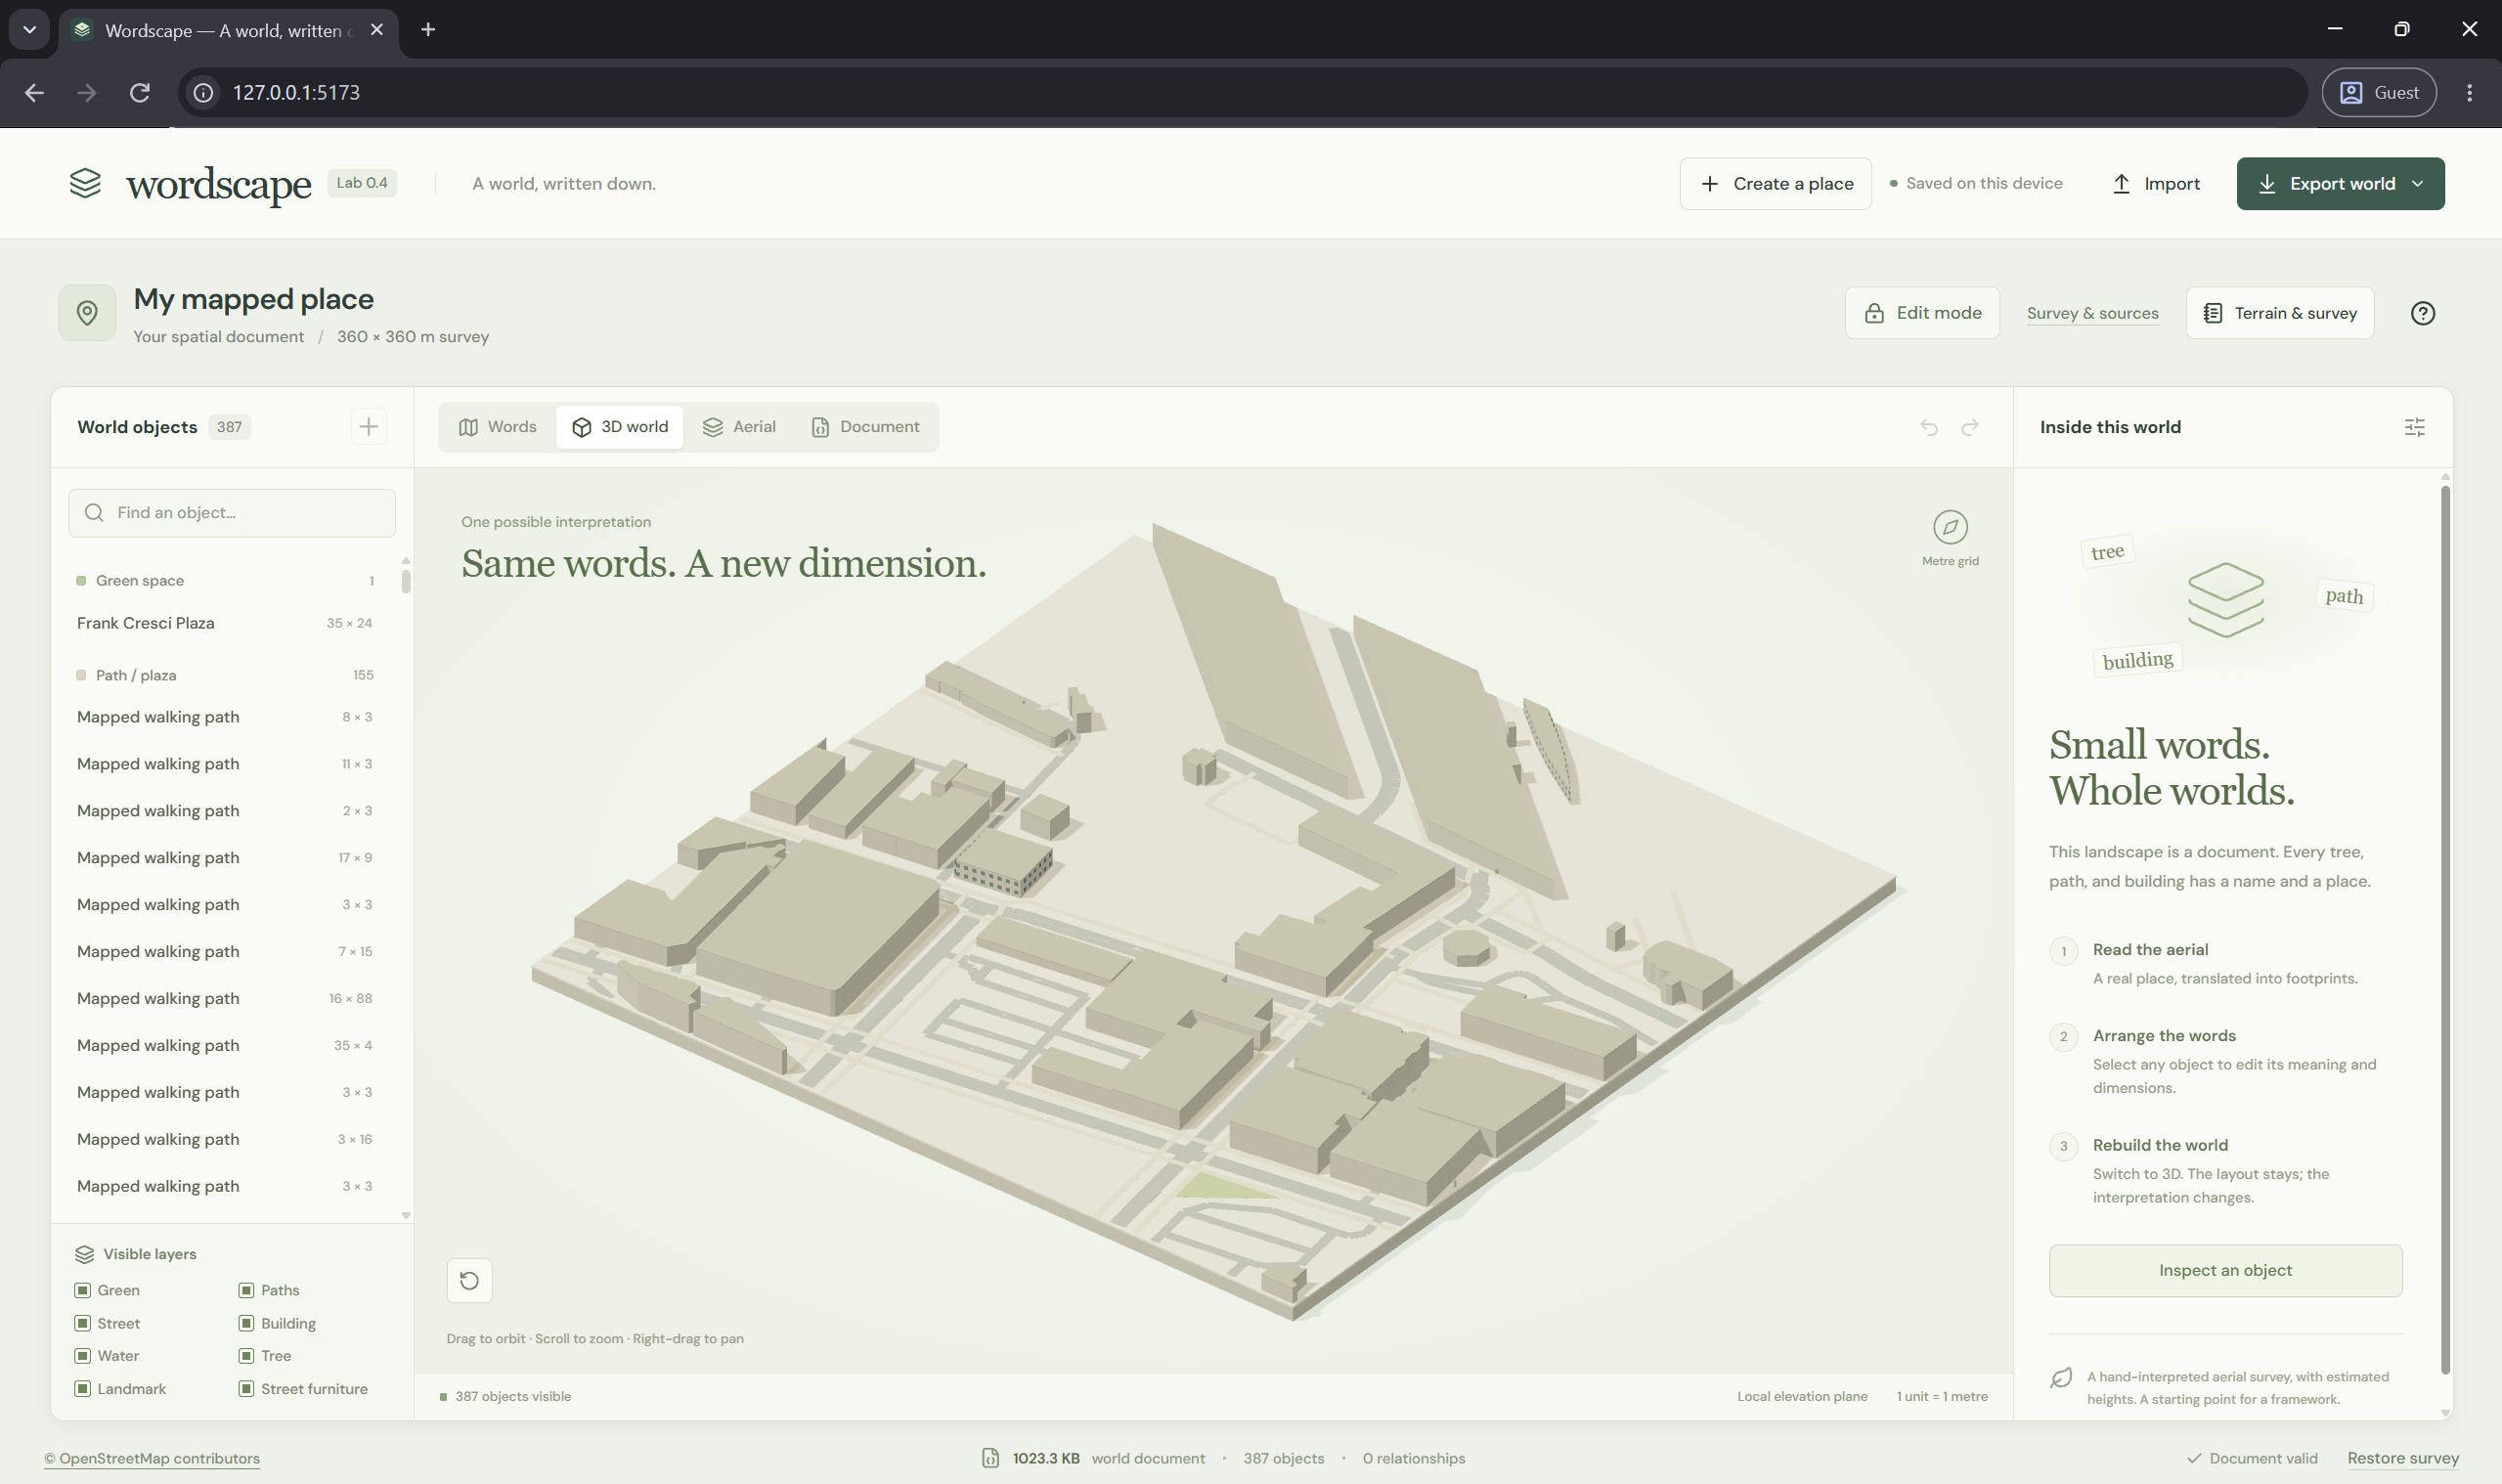 Wordscape — A world, written
127.0.0.1:5173
Guest
wordscape
Lab 0.4
A world, written down.
Create a place
Saved on this device
Import
Export world
My mapped place
Your spatial document / 360 × 360 m survey
Edit mode
Survey & sources
Terrain & survey
World objects 387
Words
3D world
Aerial
Document
Inside this world
Find an object...
Green space 1
Frank Cresci Plaza 35 × 24
Path / plaza 155
Mapped walking path 8 × 3
Mapped walking path 11 × 3
Mapped walking path 2 × 3
Mapped walking path 17 × 9
Mapped walking path 3 × 3
Mapped walking path 7 × 15
Mapped walking path 16 × 88
Mapped walking path 35 × 4
Mapped walking path 3 × 3
Mapped walking path 3 × 16
Mapped walking path 3 × 3
Visible layers
Green
Paths
Street
Building
Water
Tree
Landmark
Street furniture
One possible interpretation
Same words. A new dimension.
Metre grid
Drag to orbit · Scroll to zoom · Right-drag to pan
387 objects visible
Local elevation plane
1 unit = 1 metre
tree
path
building
Small words.
Whole worlds.
This landscape is a document. Every tree,
path, and building has a name and a place.
1
Read the aerial
A real place, translated into footprints.
2
Arrange the words
Select any object to edit its meaning and
dimensions.
3
Rebuild the world
Switch to 3D. The layout stays; the
interpretation changes.
Inspect an object
A hand-interpreted aerial survey, with estimated
heights. A starting point for a framework.
© OpenStreetMap contributors
1023.3 KB world document · 387 objects · 0 relationships
Document valid
Restore survey